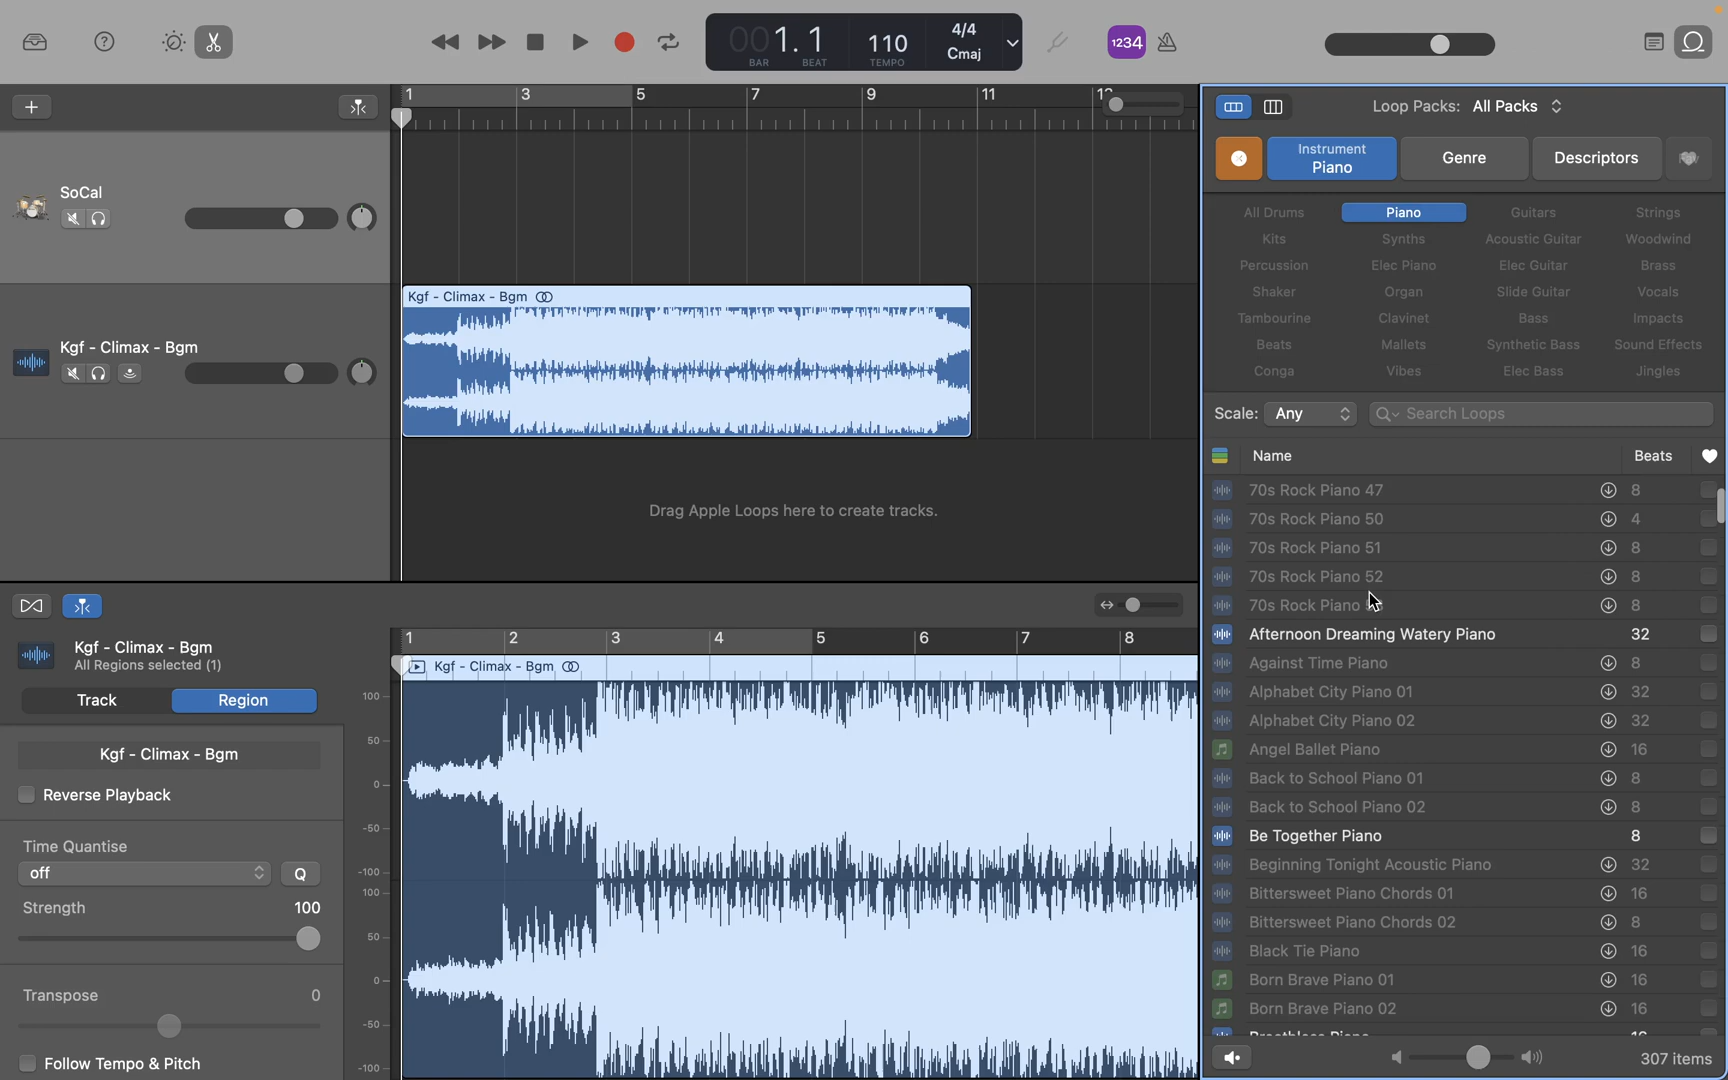 001.1
BAR BEAT
110
TEMPO
4/4
Cmaj
1234
1 3 5 7 9 11
SoCal
Kgf - Climax - Bgm
Kgf - Climax - Bgm
Drag Apple Loops here to create tracks.
Kgf - Climax - Bgm
All Regions selected (1)
Track Region
Kgf - Climax - Bgm
Reverse Playback
Time Quantise
off Q
Strength 100
Transpose 0
Follow Tempo & Pitch
1 2 3 4 5 6 7 8
Kgf - Climax - Bgm
100
50
0
-50
-100
100
50
0
-50
-100
Loop Packs: All Packs
Instrument
Piano
Genre
Descriptors
All Drums Piano Guitars Strings
Kits Synths Acoustic Guitar Woodwind
Percussion Elec Piano Elec Guitar Brass
Shaker Organ Slide Guitar Vocals
Tambourine Clavinet Bass Impacts
Beats Mallets Synthetic Bass Sound Effects
Conga Vibes Elec Bass Jingles
Scale: Any Search Loops
Name Beats
70s Rock Piano 47 8
70s Rock Piano 50 4
70s Rock Piano 51 8
70s Rock Piano 52 8
70s Rock Piano 8
Afternoon Dreaming Watery Piano 32
Against Time Piano 8
Alphabet City Piano 01 32
Alphabet City Piano 02 32
Angel Ballet Piano 16
Back to School Piano 01 8
Back to School Piano 02 8
Be Together Piano 8
Beginning Tonight Acoustic Piano 32
Bittersweet Piano Chords 01 16
Bittersweet Piano Chords 02 8
Black Tie Piano 16
Born Brave Piano 01 16
Born Brave Piano 02 16
307 items